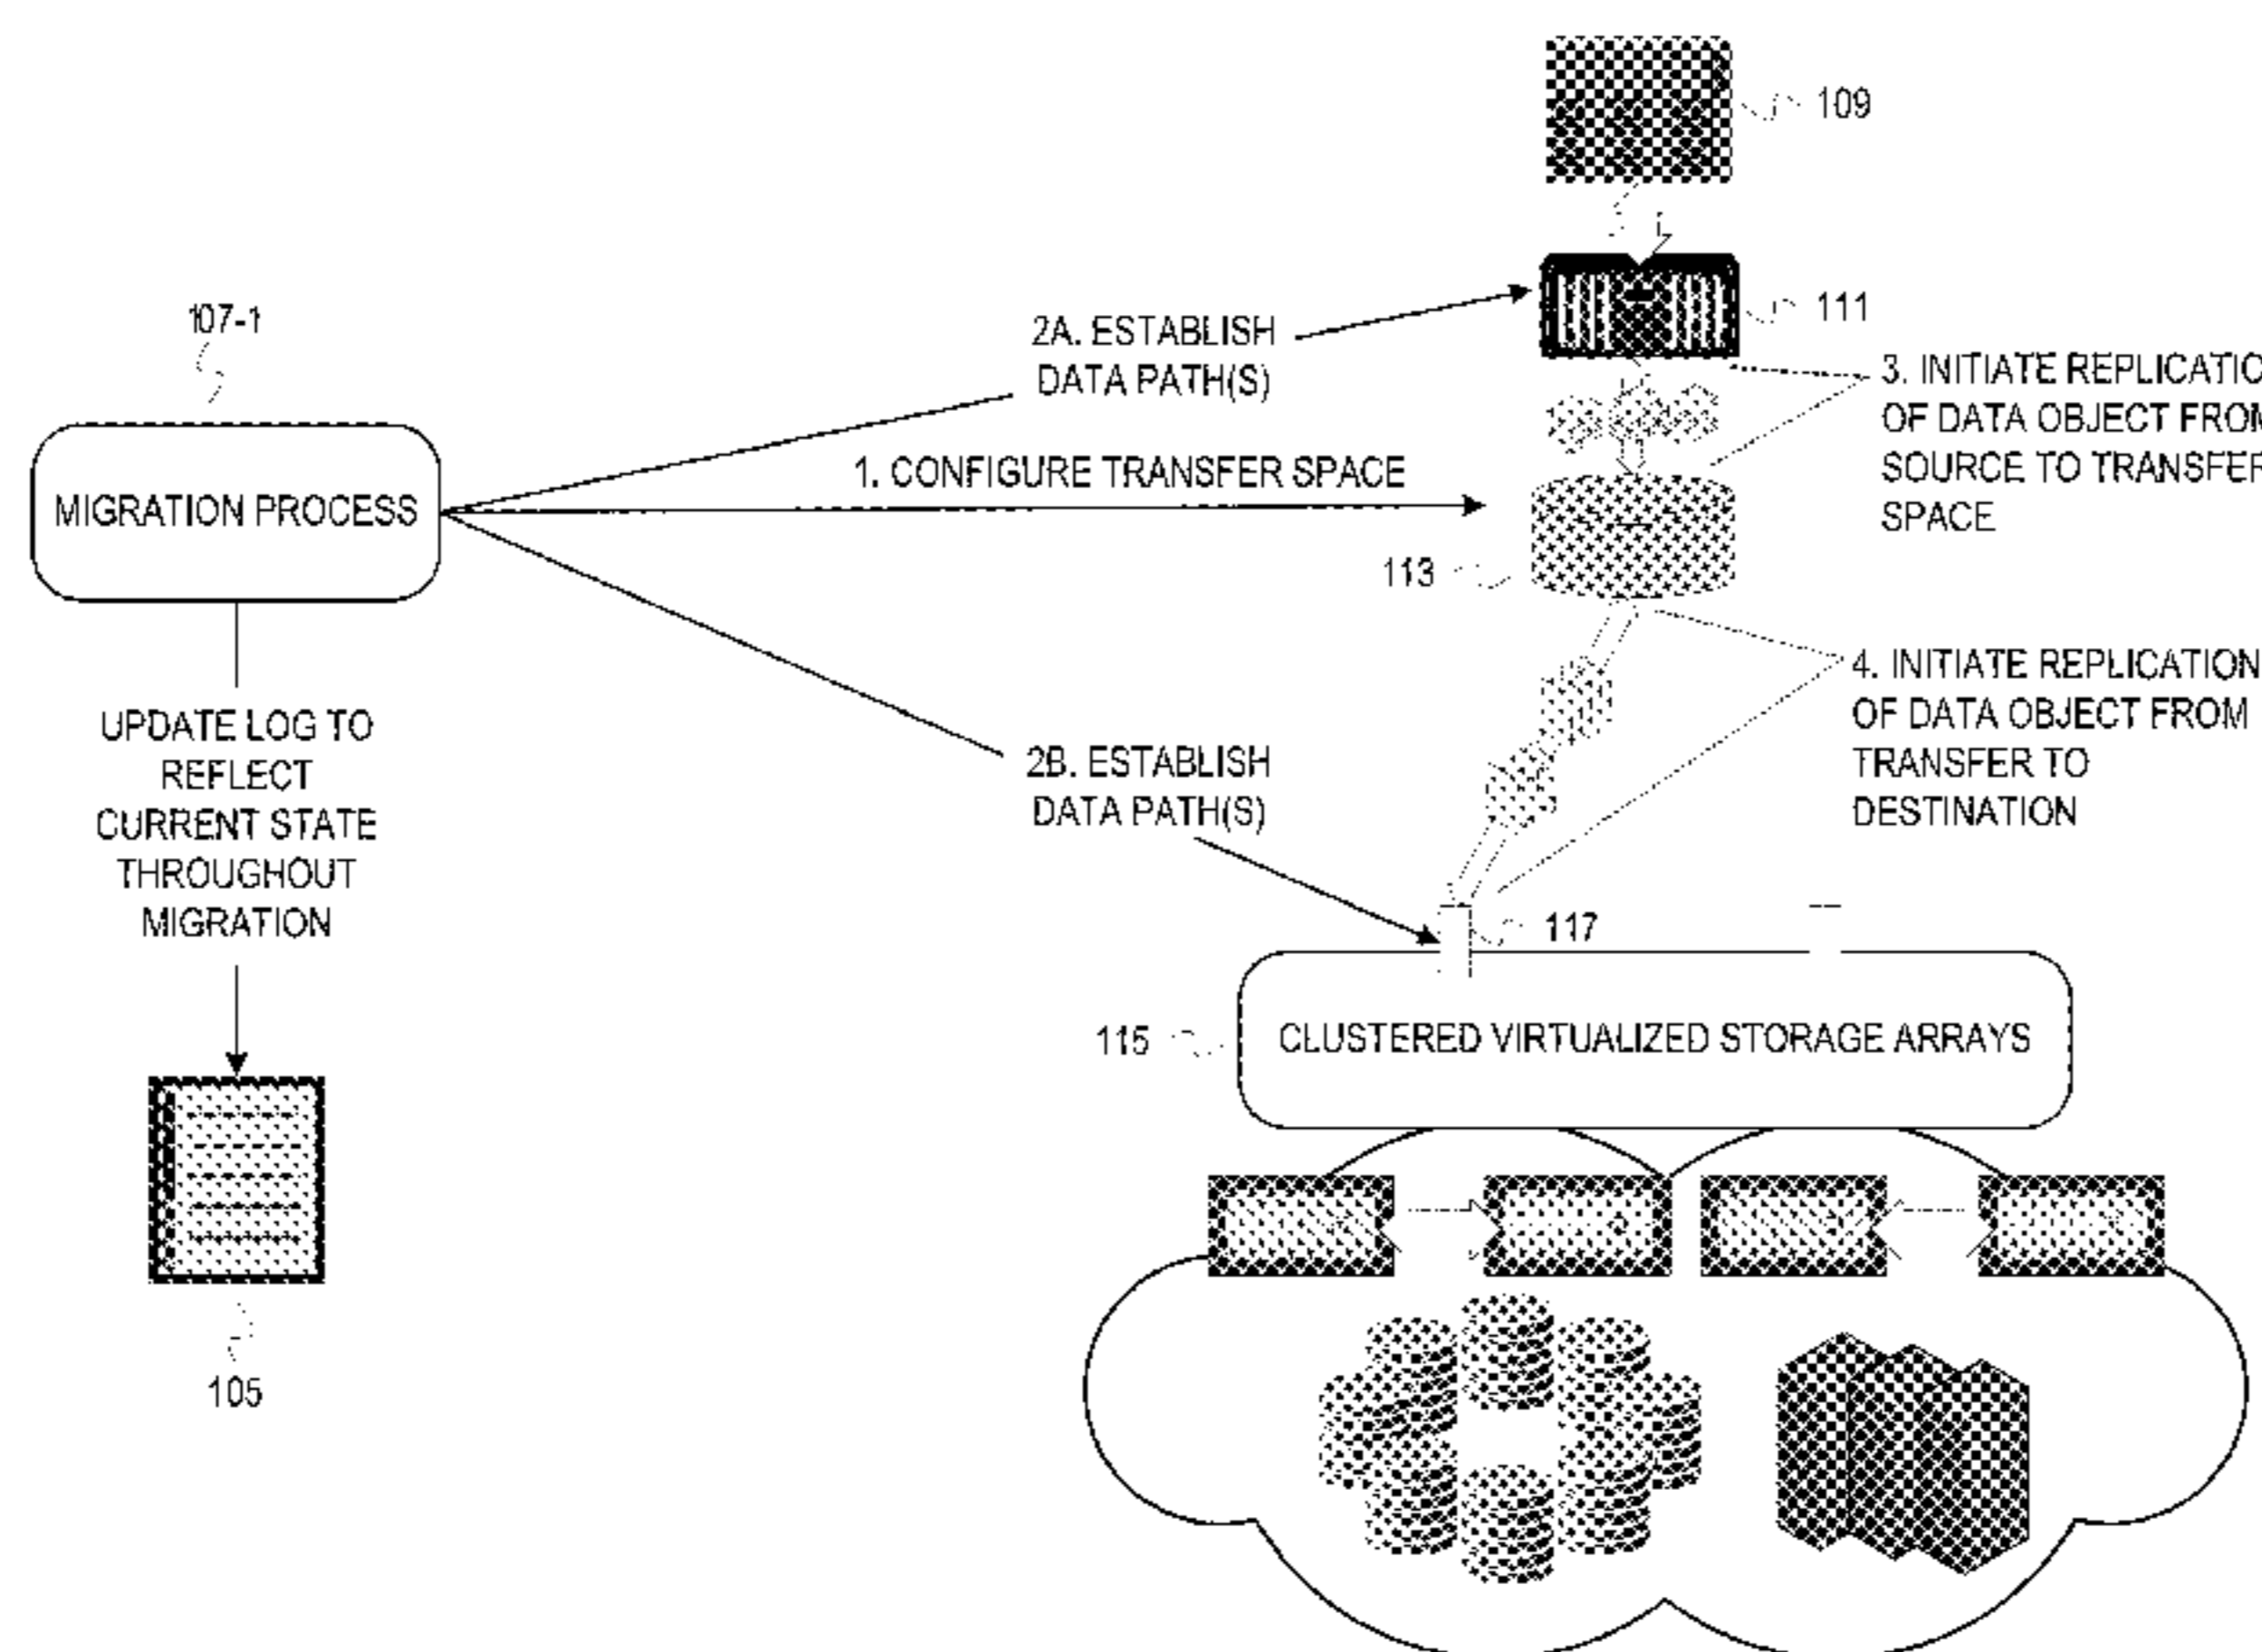 109
107-1
2A. ESTABLISH
DATA PATH(S)
111
3. INITIATE REPLICATIO
OF DATA OBJECT FROM
SOURCE TO TRANSFER
SPACE
1. CONFIGURE TRANSFER SPACE
MIGRATION PROCESS
113
4. INITIATE REPLICATION
OF DATA OBJECT FROM
TRANSFER TO
DESTINATION
UPDATE LOG TO
REFLECT
CURRENT STATE
THROUGHOUT
MIGRATION
2B. ESTABLISH
DATA PATH(S)
117
115
CLUSTERED VIRTUALIZED STORAGE ARRAYS
105